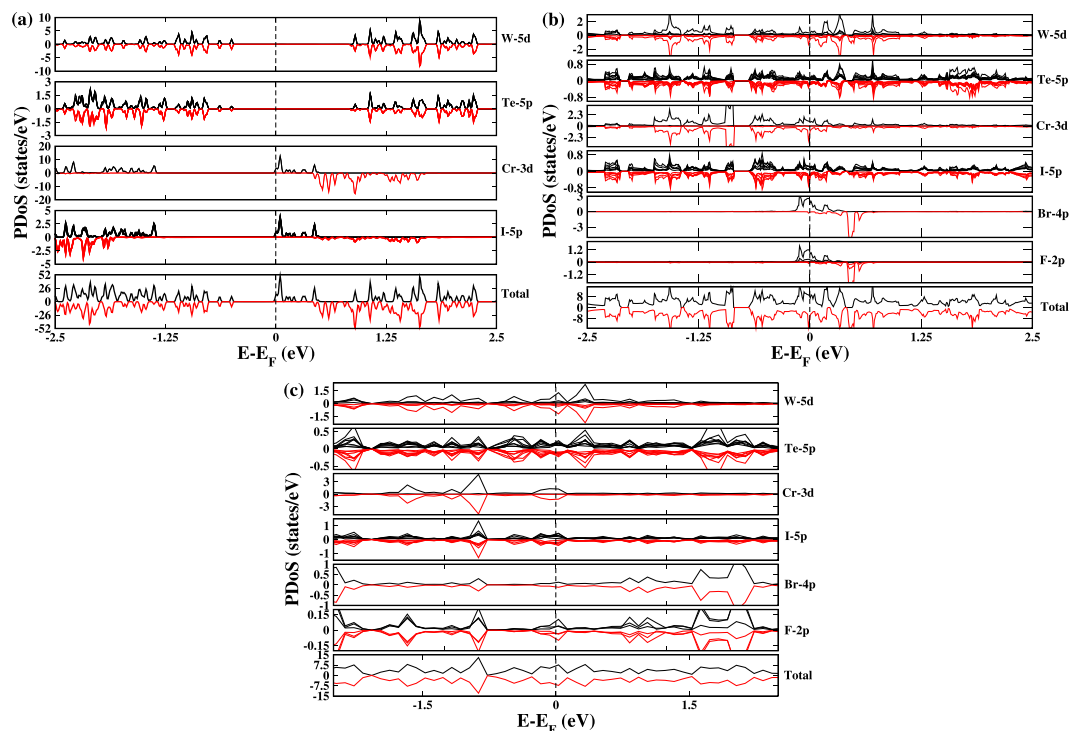 (a)
10
5
0
-5
-10
W-5d
3
1.5
0
-1.5
-3
Te-5p
20
10
0
-10
-20
Cr-3d
5
2.5
0
-2.5
-5
I-5p
52
26
0
-26
-52
Total
PDoS (states/eV)
-2.5 -1.25 0 1.25 2.5
E-EF (eV)
(b)
2
0
-2
W-5d
0.8
0
-0.8
Te-5p
2.3
0
-2.3
Cr-3d
0.8
0
-0.8
I-5p
3
0
-3
Br-4p
1.2
0
-1.2
F-2p
8
0
-8
Total
PDoS (states/eV)
-2.5 -1.25 0 1.25 2.5
E-EF (eV)
(c)
1.5
0
-1.5
W-5d
0.5
0
-0.5
Te-5p
3
0
-3
Cr-3d
1
0
-1
I-5p
1
0.5
0
-0.5
-1
Br-4p
0.15
0
-0.15
F-2p
15
7.5
0
-7.5
-15
Total
PDoS (states/eV)
-1.5 0 1.5
E-EF (eV)